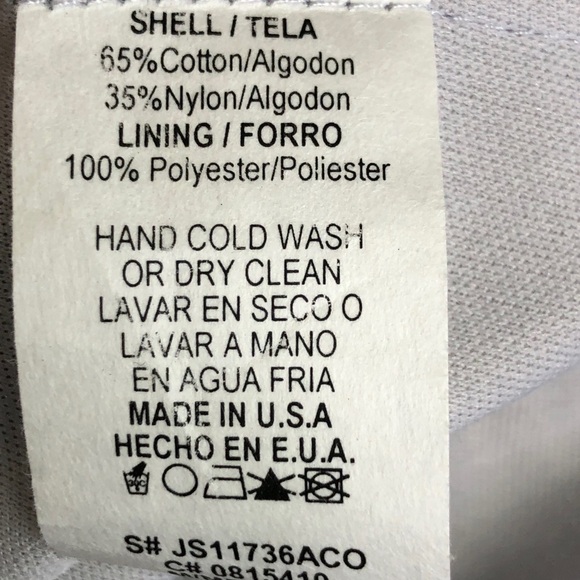 SHELL / TELA
65%Cotton/Algodon
35%Nylon/Algodon
LINING / FORRO
100% Polyester/Poliester
HAND COLD WASH
OR DRY CLEAN
LAVAR EN SECO O
LAVAR A MANO
EN AGUA FRIA
MADE IN U.S.A
HECHO EN E.U.A.
S# JS11736ACO
C# 0815410